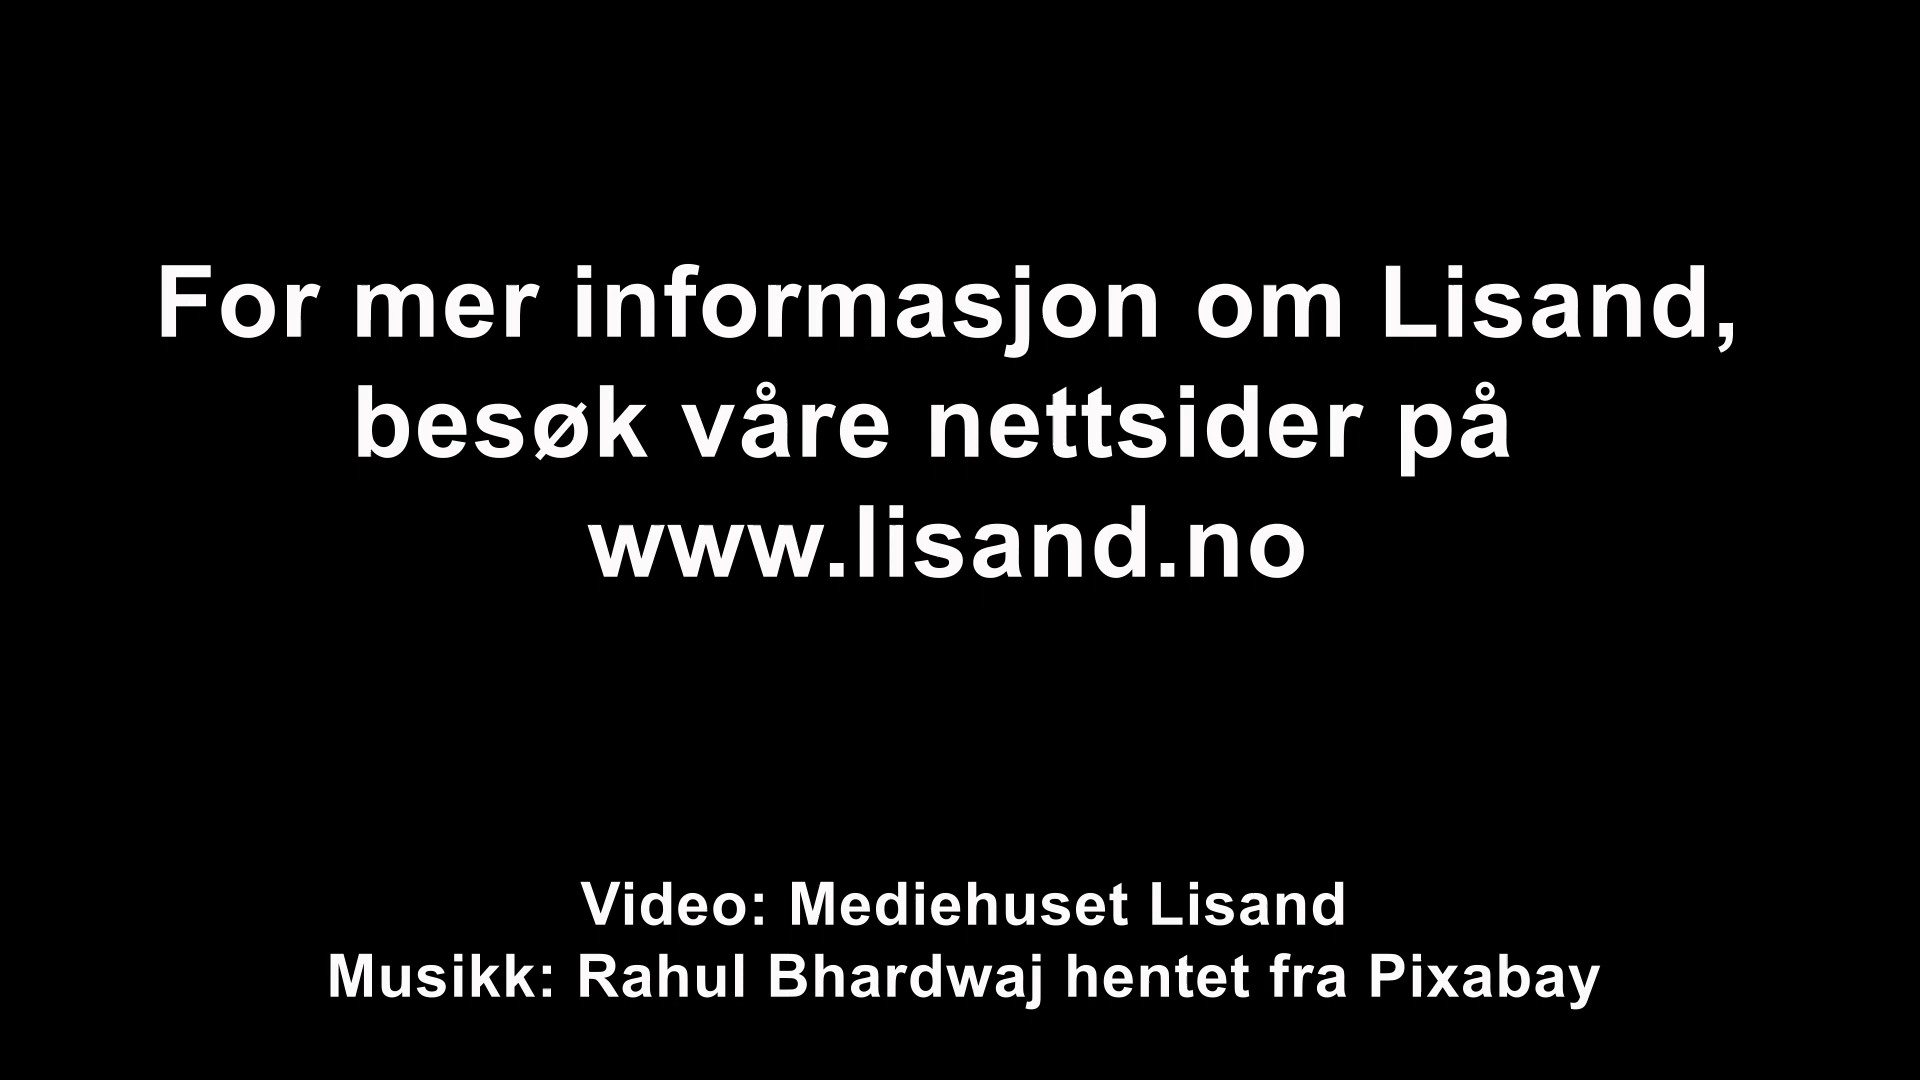 For mer informasjon om Lisand,
besøk våre nettsider på
www.lisand.no
Video: Mediehuset Lisand
Musikk: Rahul Bhardwaj hentet fra Pixabay